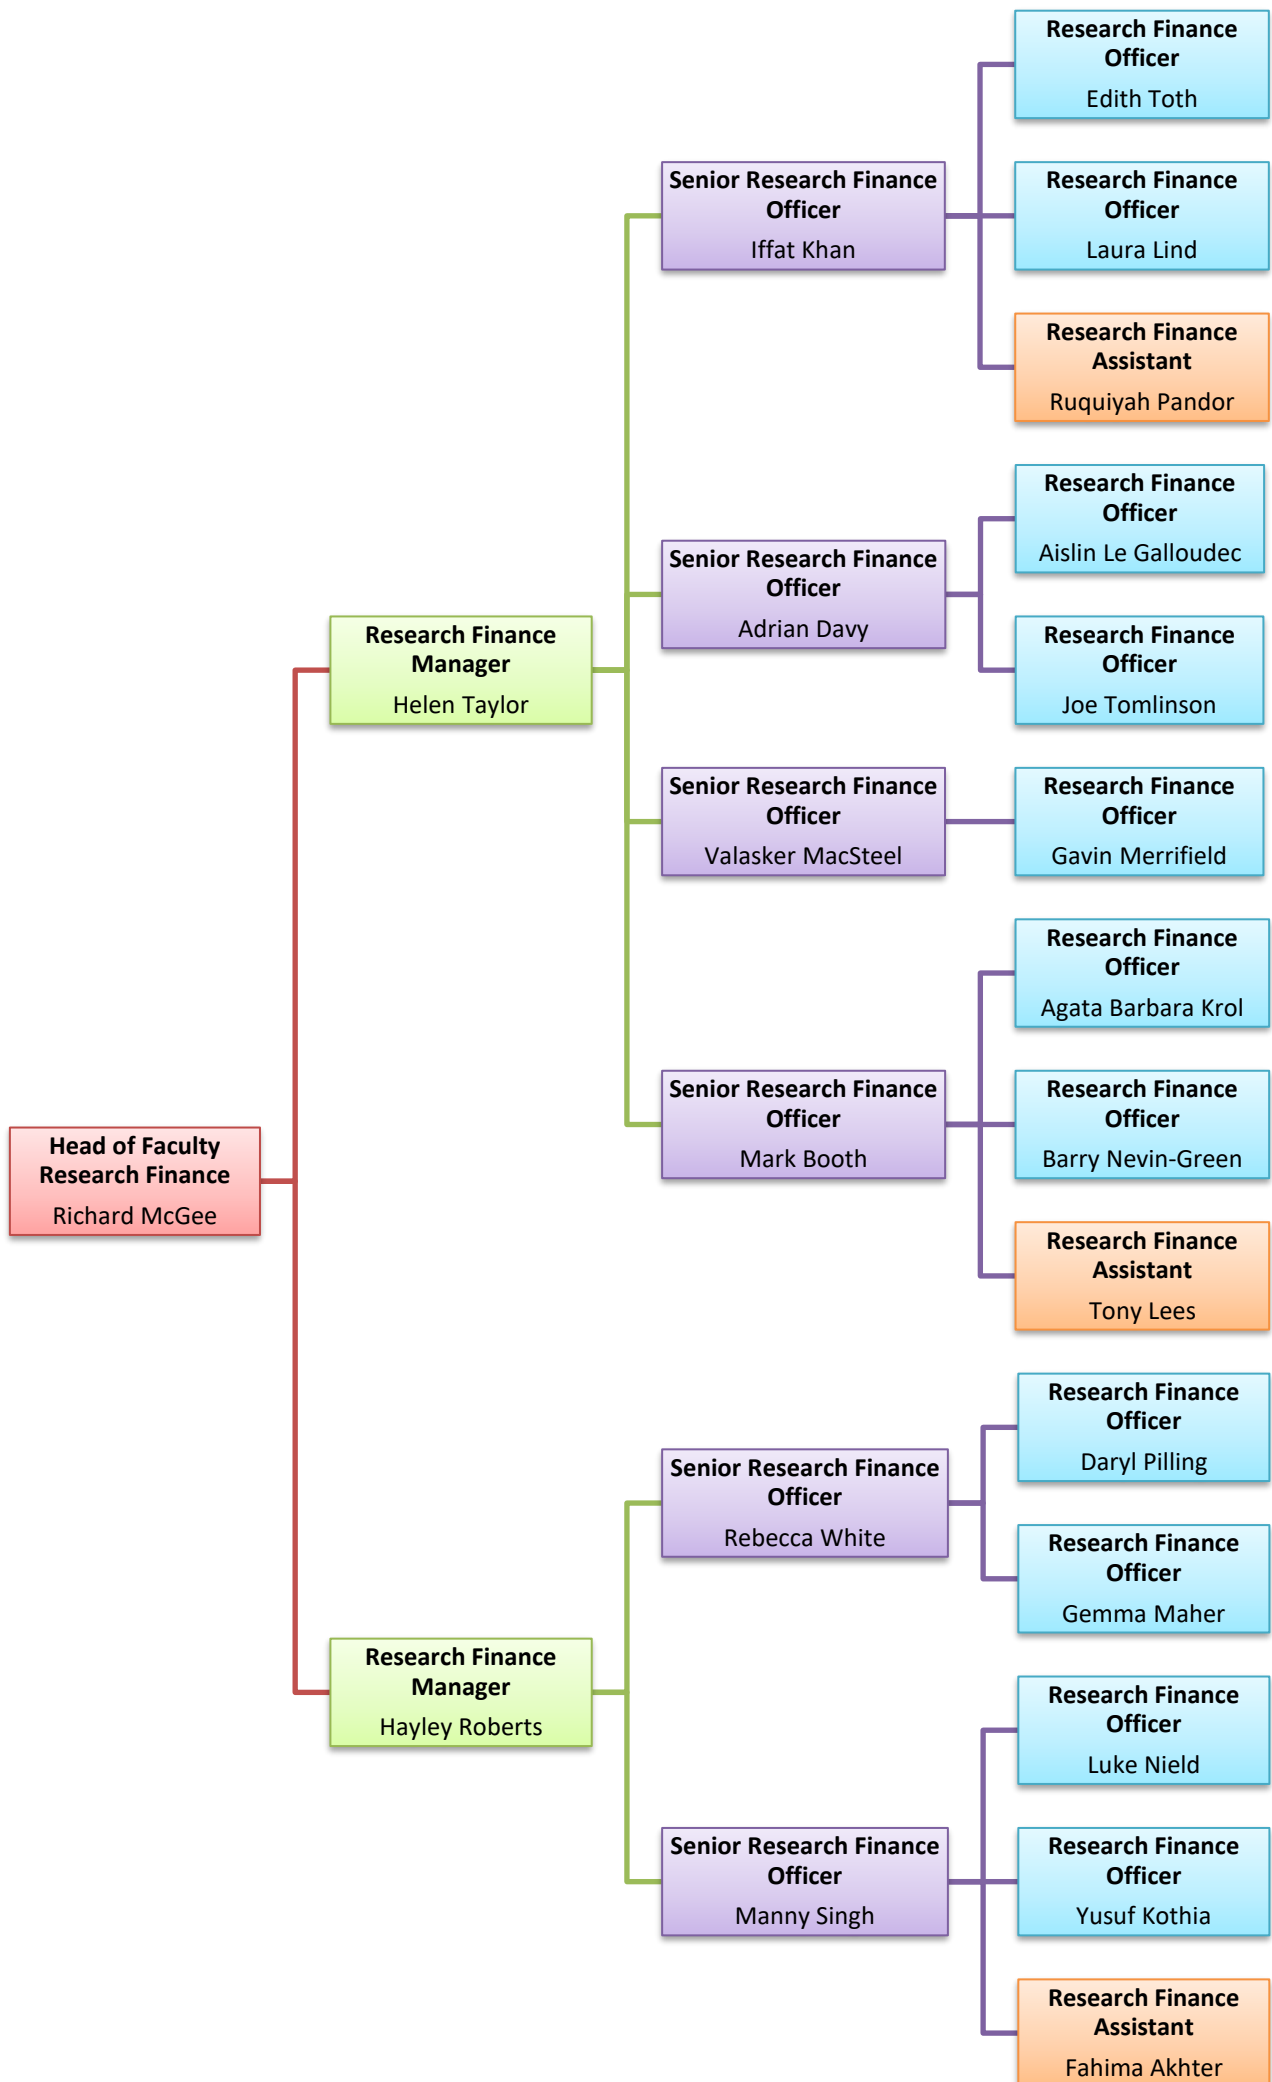 Research Finance
Officer
Edith Toth
Senior Research Finance
Officer
Iffat Khan
Research Finance
Officer
Laura Lind
Research Finance
Assistant
Ruquiyah Pandor
Research Finance
Officer
Aislin Le Galloudec
Senior Research Finance
Officer
Adrian Davy
Research Finance
Manager
Helen Taylor
Research Finance
Officer
Joe Tomlinson
Senior Research Finance
Officer
Valasker MacSteel
Research Finance
Officer
Gavin Merrifield
Research Finance
Officer
Agata Barbara Krol
Senior Research Finance
Officer
Mark Booth
Research Finance
Officer
Barry Nevin-Green
Head of Faculty
Research Finance
Richard McGee
Research Finance
Assistant
Tony Lees
Research Finance
Officer
Daryl Pilling
Senior Research Finance
Officer
Rebecca White
Research Finance
Officer
Gemma Maher
Research Finance
Manager
Hayley Roberts
Research Finance
Officer
Luke Nield
Senior Research Finance
Officer
Manny Singh
Research Finance
Officer
Yusuf Kothia
Research Finance
Assistant
Fahima Akhter